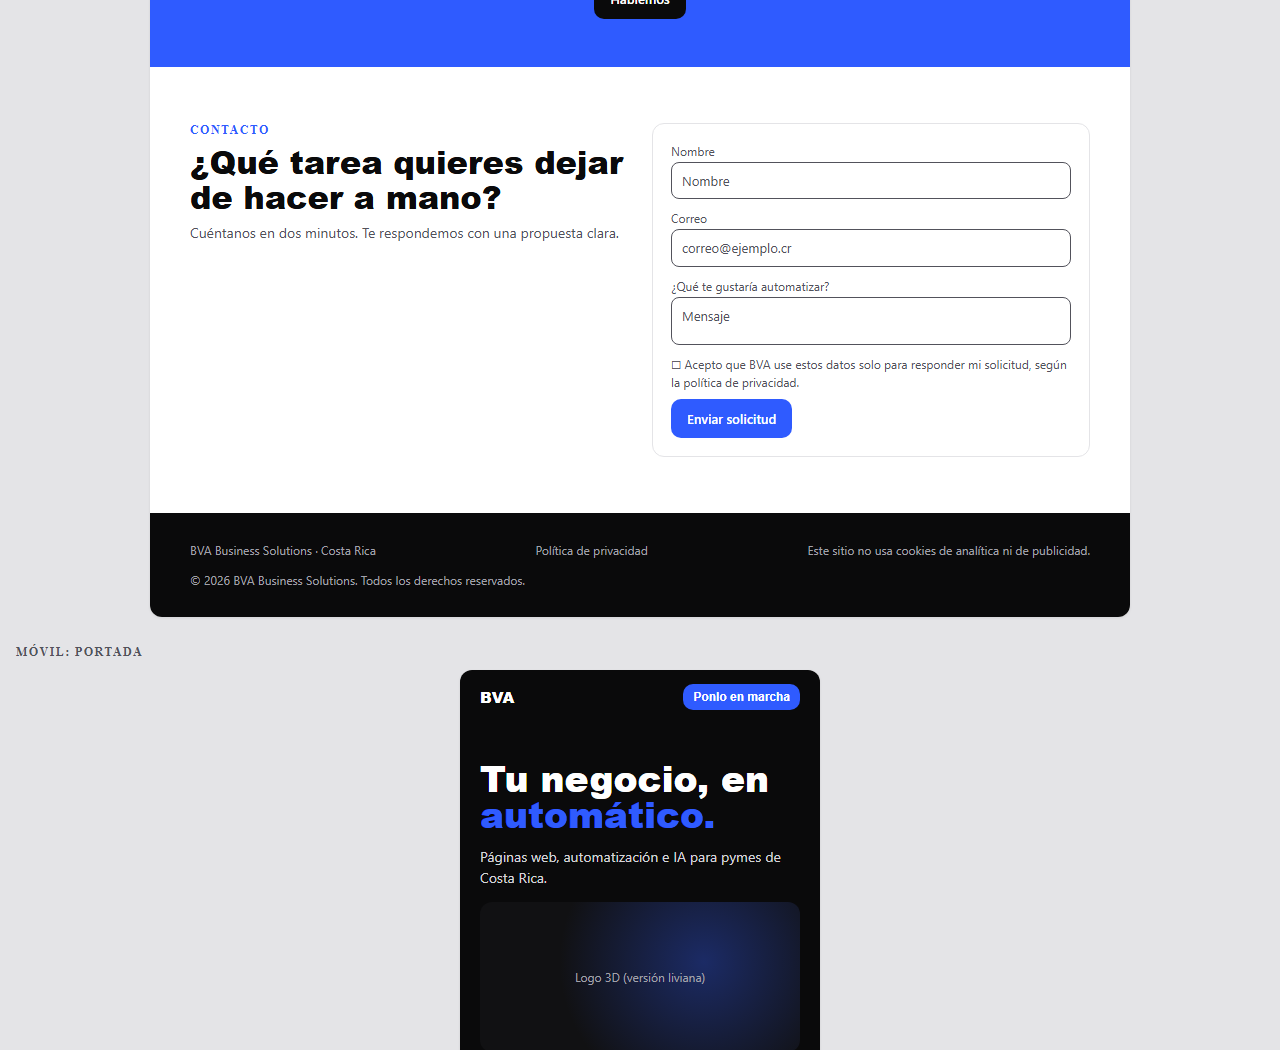 Hablemos
CONTACTO
¿Qué tarea quieres dejar
de hacer a mano?
Cuéntanos en dos minutos. Te respondemos con una propuesta clara.
Nombre
Nombre
Correo
correo@ejemplo.cr
¿Qué te gustaría automatizar?
Mensaje
Acepto que BVA use estos datos solo para responder mi solicitud, según
la política de privacidad.
Enviar solicitud
BVA Business Solutions · Costa Rica
Política de privacidad
Este sitio no usa cookies de analítica ni de publicidad.
© 2026 BVA Business Solutions. Todos los derechos reservados.
MÓVIL: PORTADA
BVA
Ponlo en marcha
Tu negocio, en
automático.
Páginas web, automatización e IA para pymes de
Costa Rica.
Logo 3D (versión liviana)